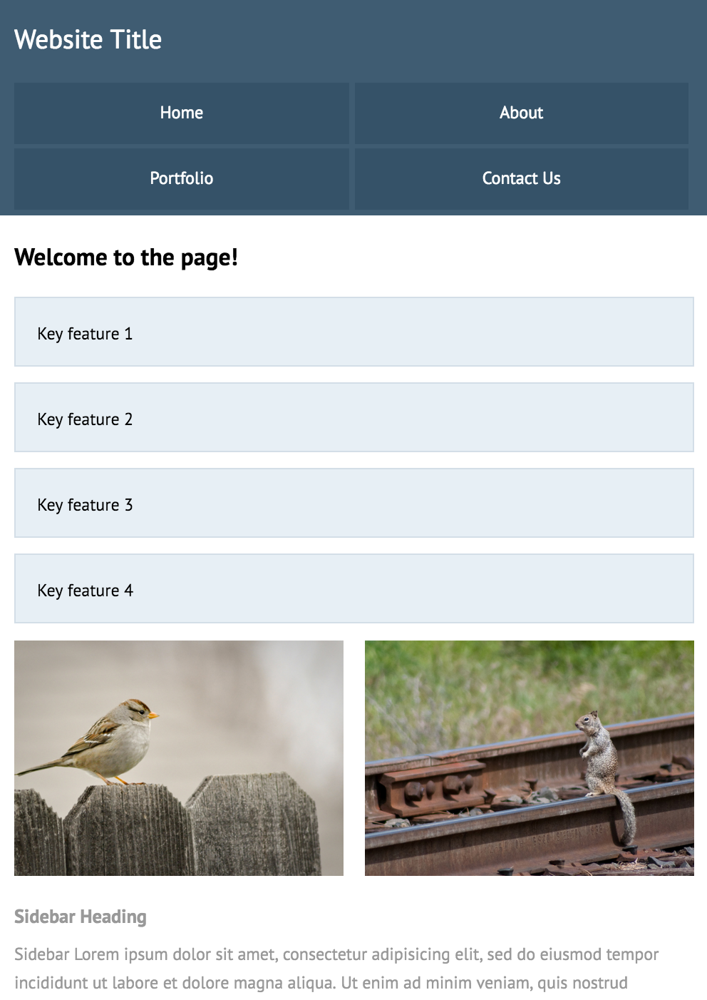 Website Title
Home
About
Portfolio
Contact Us
Welcome to the page!
Key feature 1
Key feature 2
Key feature 3
Key feature 4
Sidebar Heading
Sidebar Lorem ipsum dolor sit amet, consectetur adipisicing elit, sed do eiusmod tempor
incididunt ut labore et dolore magna aliqua. Ut enim ad minim veniam, quis nostrud